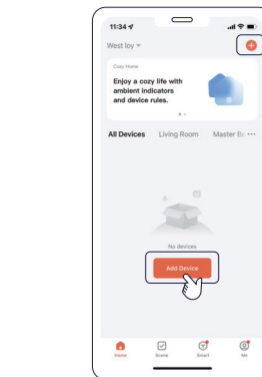 11:34
West loy
Cozy Home
Enjoy a cozy life with
ambient indicators
and device rules.
All Devices Living Room Master
No devices
Add Device
Home Scene Smart Me